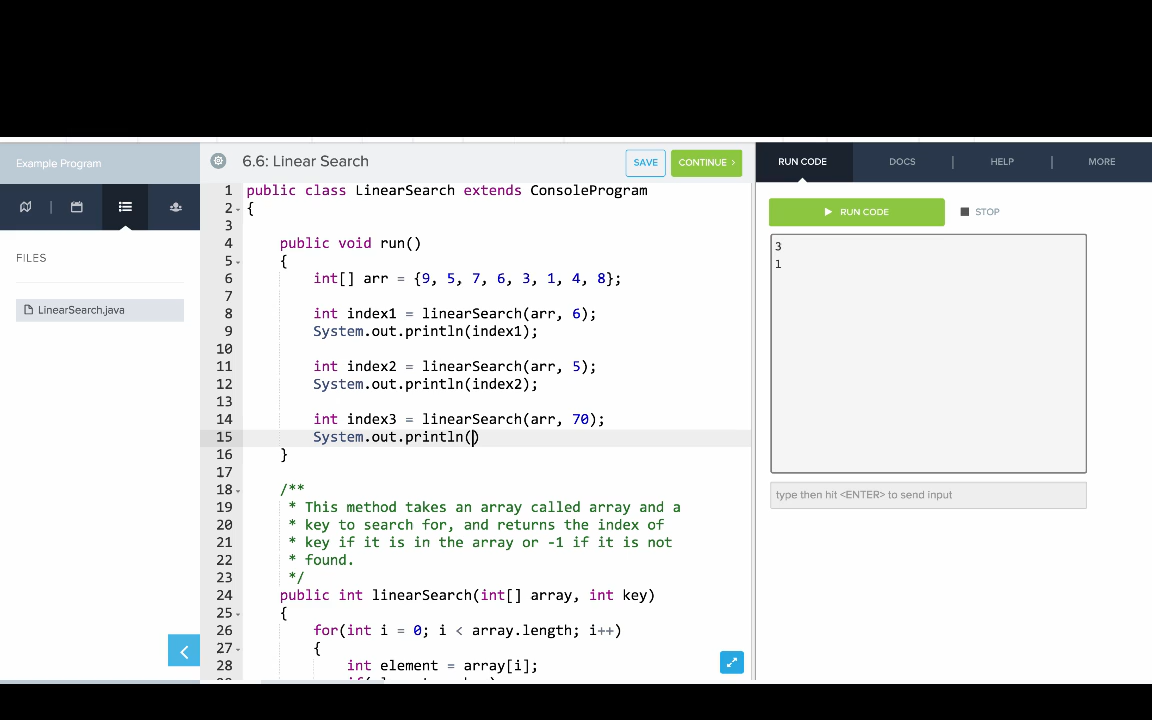 Example Program
6.6: Linear Search
SAVE
CONTINUE >
RUN CODE
DOCS
HELP
MORE
RUN CODE
STOP
FILES
LinearSearch.java
1 public class LinearSearch extends ConsoleProgram
2 {
3
4 public void run()
5 {
6 int[] arr = {9, 5, 7, 6, 3, 1, 4, 8};
7
8 int index1 = linearSearch(arr, 6);
9 System.out.println(index1);
10
11 int index2 = linearSearch(arr, 5);
12 System.out.println(index2);
13
14 int index3 = linearSearch(arr, 70);
15 System.out.println()
16 }
17
18 /**
19 * This method takes an array called array and a
20 * key to search for, and returns the index of
21 * key if it is in the array or -1 if it is not
22 * found.
23 */
24 public int linearSearch(int[] array, int key)
25 {
26 for(int i = 0; i < array.length; i++)
27 {
28 int element = array[i];
3
1
type then hit <ENTER> to send input